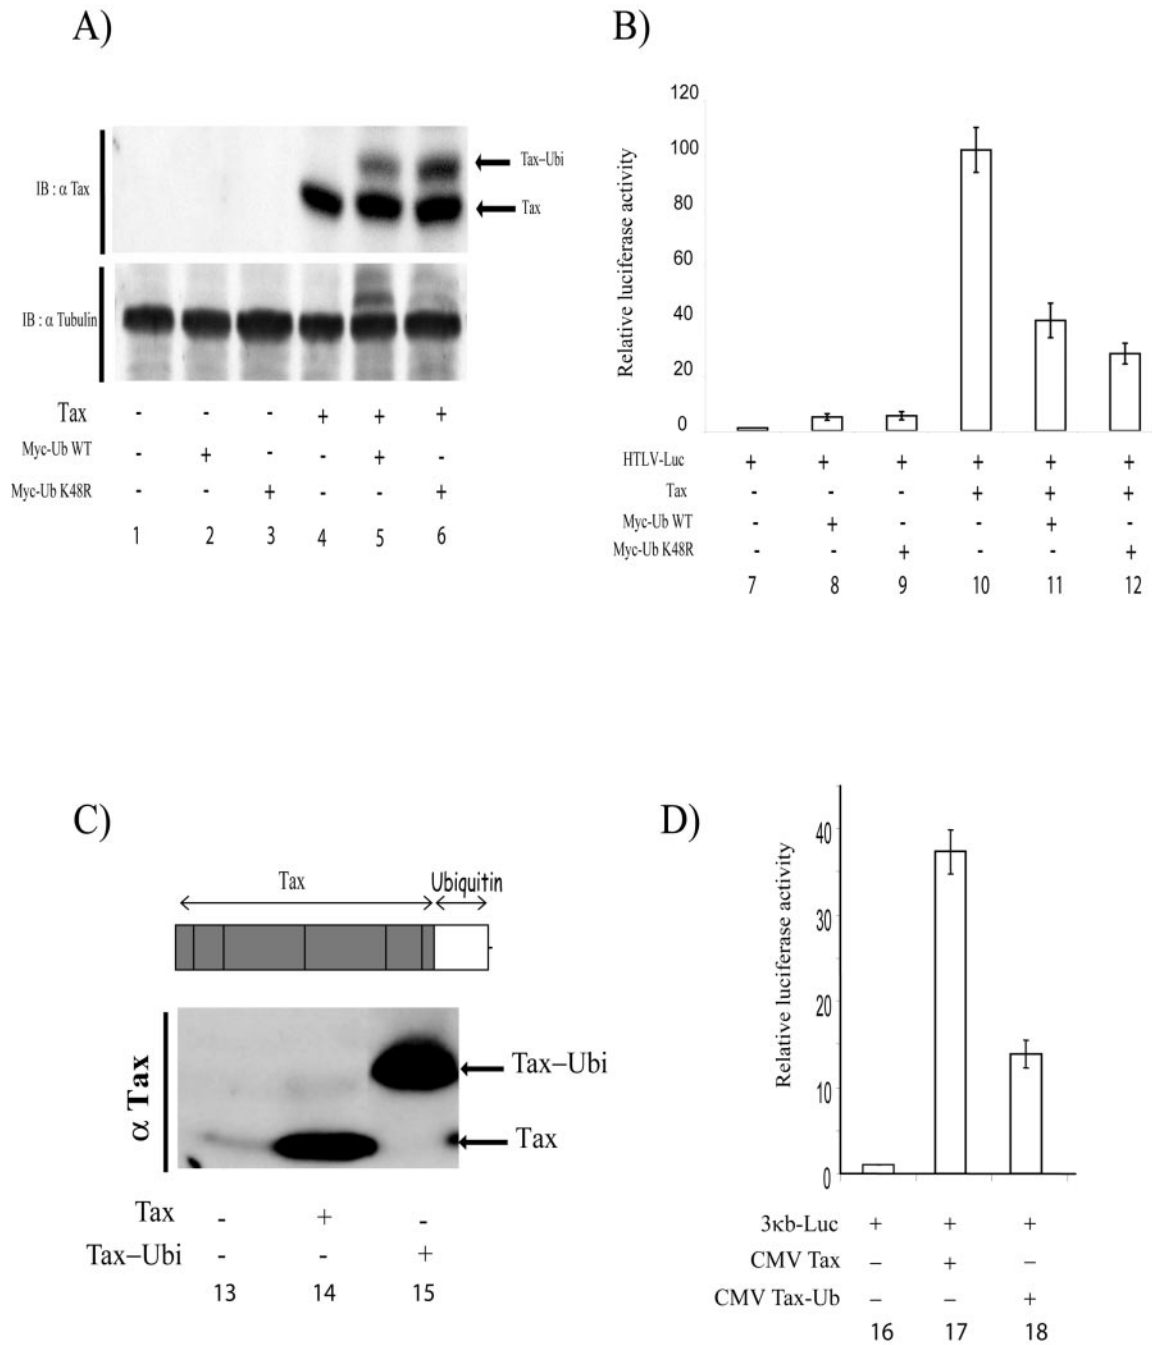 A)
IB : α Tax
Tax–Ubi
Tax
IB : α Tubulin
Tax - - - + + +
Myc-Ub WT - + - - + -
Myc-Ub K48R - - + - - +
1 2 3 4 5 6
B)
Relative luciferase activity
120
100
80
60
40
20
0
HTLV-Luc + + + + + +
Tax - - - + + +
Myc-Ub WT - + - - + -
Myc-Ub K48R - - + - - +
7 8 9 10 11 12
C)
Tax Ubiquitin
α Tax
Tax–Ubi
Tax
Tax - + -
Tax–Ubi - - +
13 14 15
D)
Relative luciferase activity
40
30
20
10
0
3κb-Luc + + +
CMV Tax – + –
CMV Tax-Ub – – +
16 17 18